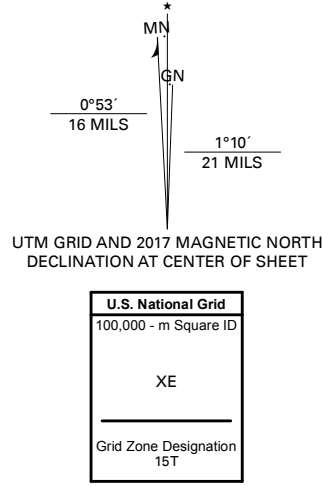 MN
GN
0°53´
16 MILS
1°10´
21 MILS
UTM GRID AND 2017 MAGNETIC NORTH
DECLINATION AT CENTER OF SHEET
U.S. National Grid
100,000 - m Square ID
XE
Grid Zone Designation
15T